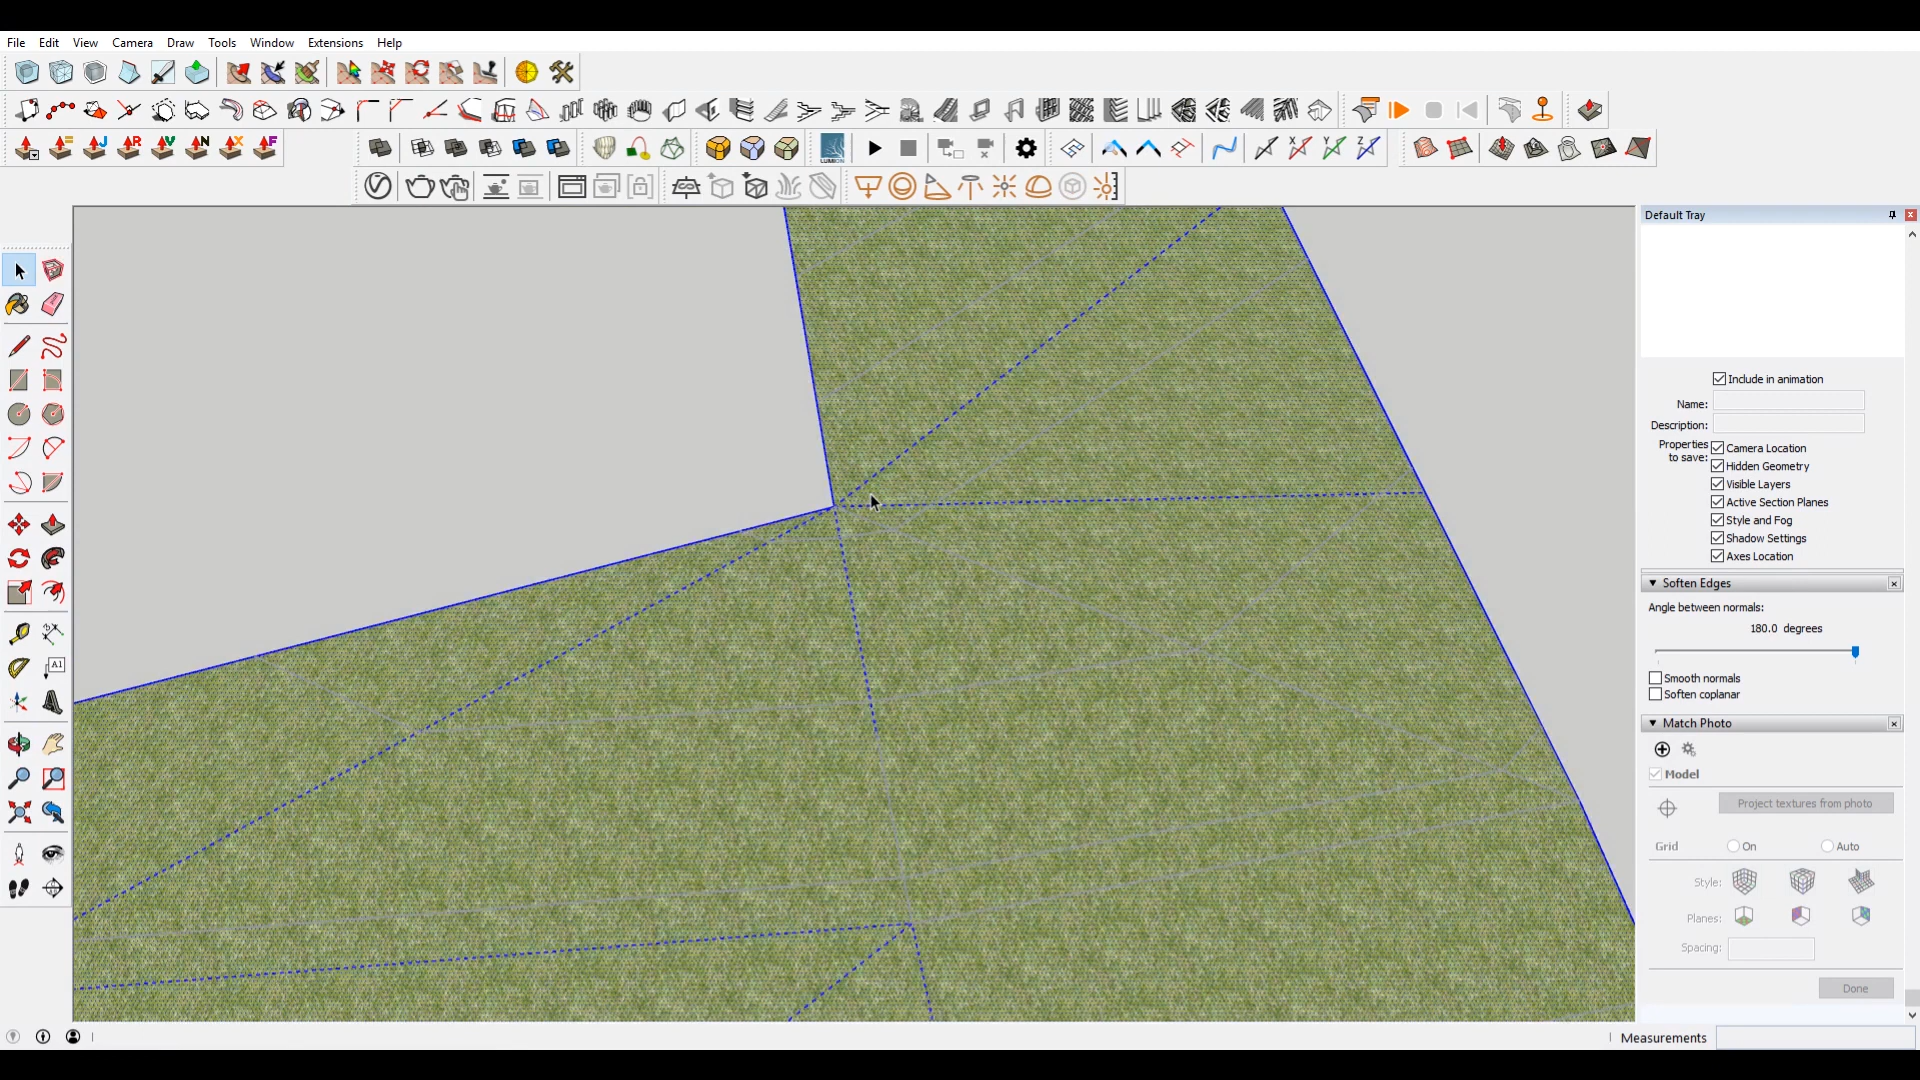 File Edit View Camera Draw Tools Window Extensions Help
J R V N X F
LUMION
X Y Z
Default Tray
Include in animation
Name:
Description:
Properties to save:
Camera Location
Hidden Geometry
Visible Layers
Active Section Planes
Style and Fog
Shadow Settings
Axes Location
Soften Edges
Angle between normals:
180.0 degrees
A1
Smooth normals
Soften coplanar
Match Photo
Model
Project textures from photo
Grid On Auto
Style:
Planes:
Spacing:
Done
Measurements